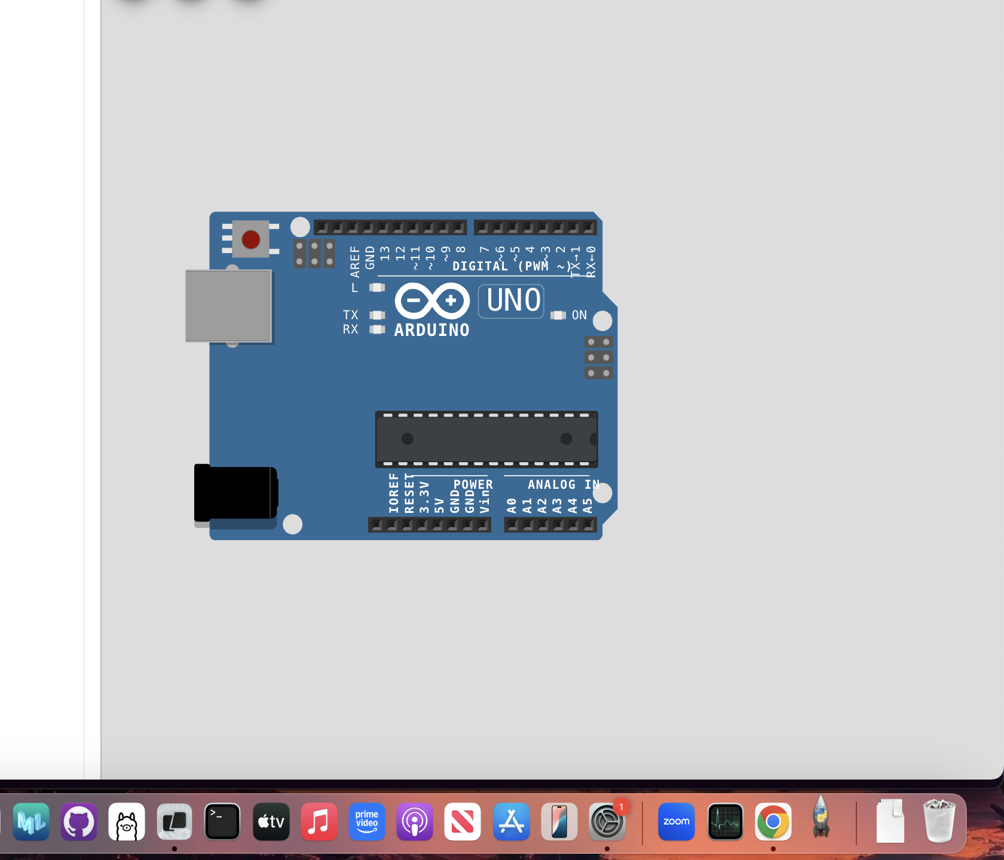 AREF
GND
13
12
~11
~10
~9
8
7
~6
~5
4
~3
2
TX→1
RX←0
DIGITAL (PWM ~)
L
TX
RX
UNO
ON
ARDUINO
IOREF
RESET
3.3V
5V
GND
GND
Vin
POWER
ANALOG IN
A0
A1
A2
A3
A4
A5
ML
>_
tv
prime
video
1
zoom